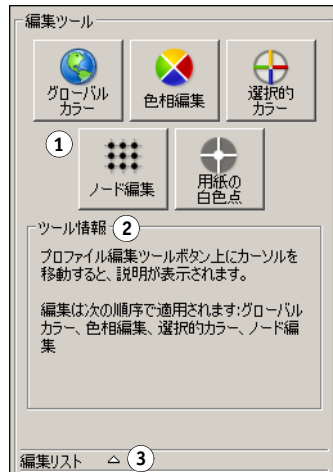 編集ツール
グローバル
カラー
色相編集
選択的
カラー
1
ノード編集
用紙の
白色点
ツール情報 2
プロファイル編集ツールボタン上にカーソルを
移動すると、説明が表示されます。
編集は次の順序で適用されます:グローバル
カラー、色相編集、選択的カラー、ノード編
集
編集リスト △ 3